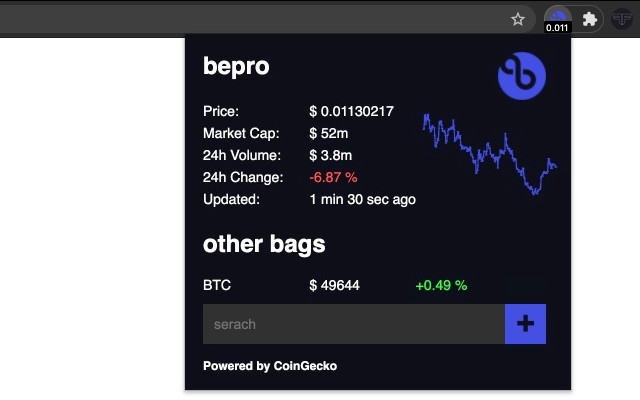 0.011
bepro
Price: $ 0.01130217
Market Cap: $ 52m
24h Volume: $ 3.8m
24h Change: -6.87 %
Updated: 1 min 30 sec ago
other bags
BTC $ 49644 +0.49 %
serach
Powered by CoinGecko